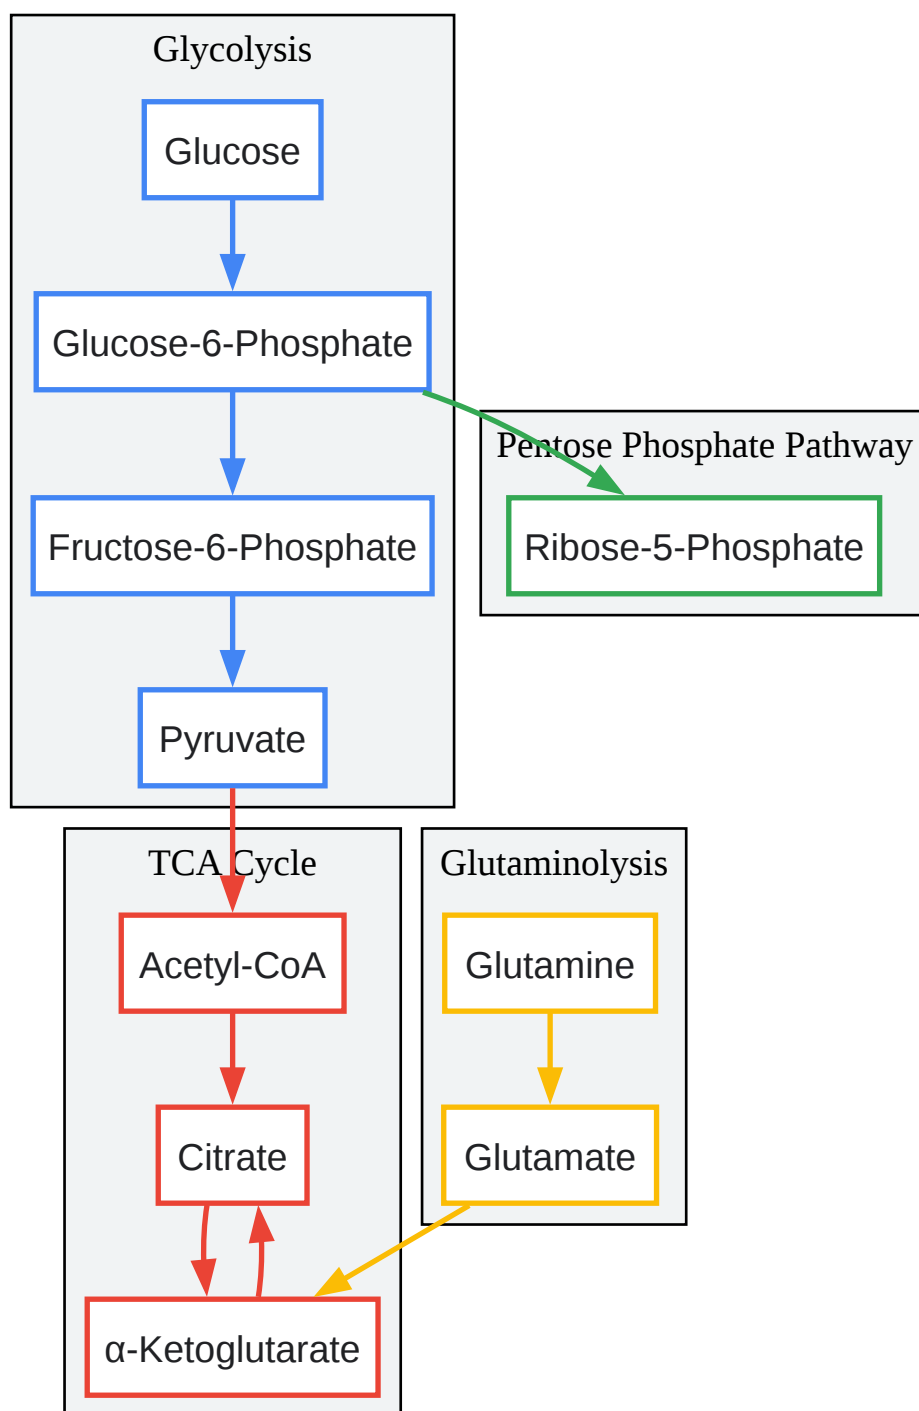 Glycolysis
Glucose
Glucose-6-Phosphate
Pentose Phosphate Pathway
Fructose-6-Phosphate
Ribose-5-Phosphate
Pyruvate
TCA Cycle
Glutaminolysis
Acetyl-CoA
Glutamine
Citrate
Glutamate
α-Ketoglutarate